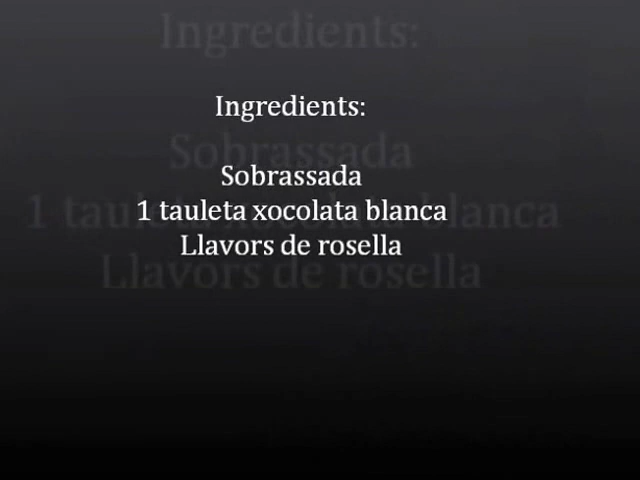 Ingredients:
Sobrassada
1 tauleta xocolata blanca
Llavors de rosella